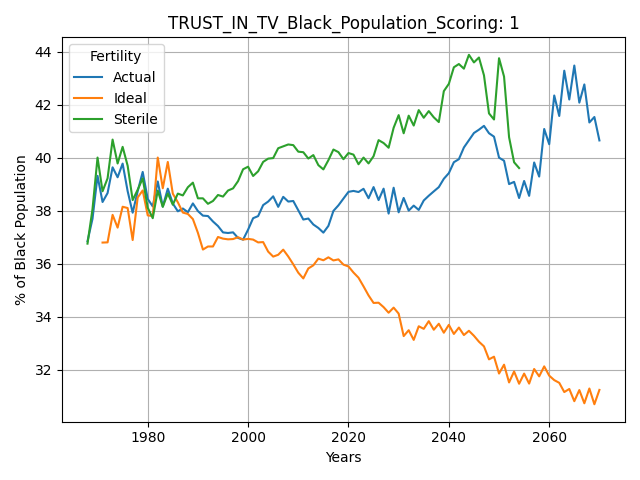 TRUST_IN_TV_Black_Population_Scoring: 1
Fertility
Actual
Ideal
Sterile
% of Black Population
44
42
40
38
36
34
32
1980 2000 2020 2040 2060
Years